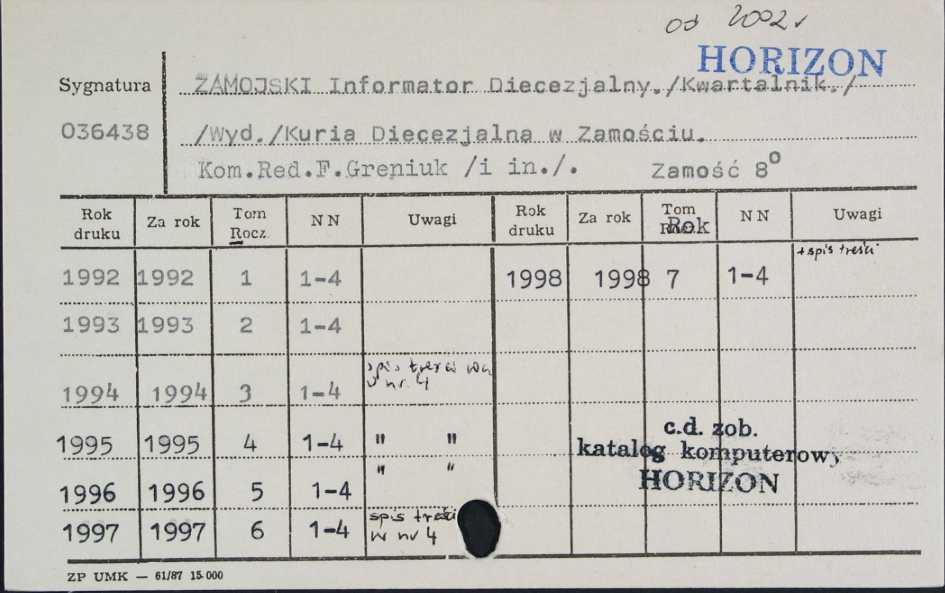 od 2002r
HORIZON
Sygnatura ZAMOJSKI Informator Diecezjalny./Kwartalnik./
036438 /Wyd./Kuria Diecezjalna w Zamościu.
Kom.Red.F.Greniuk /i in./. Zamość 8°
Rok druku Za rok Tom Rocz. NN Uwagi Rok druku Za rok Tom Rok NN Uwagi
+spis treści
1992 1992 1 1-4 1998 1998 7 1-4
1993 1993 2 1-4
spis treści
w nr. 4
1994 1994 3 1-4
c.d. zob.
1995 1995 4 1-4 " "
katalog komputerowy
" "
HORIZON
1996 1996 5 1-4
spis treści
1997 1997 6 1-4 w nr 4
ZP UMK — 61/87 15 000